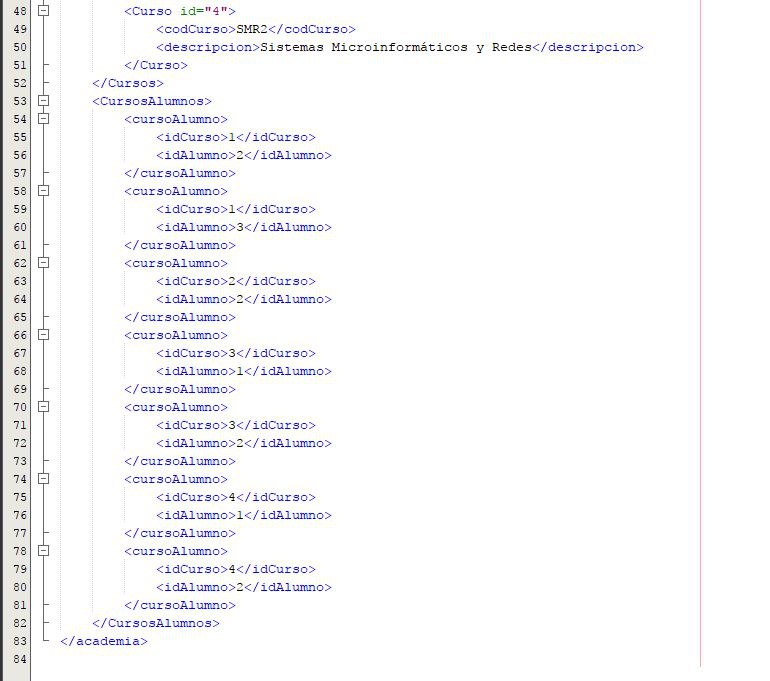 48 <Curso id="4">
49 <codCurso>SMR2</codCurso>
50 <descripcion>Sistemas Microinformáticos y Redes</descripcion>
51 </Curso>
52 </Cursos>
53 <CursosAlumnos>
54 <cursoAlumno>
55 <idCurso>1</idCurso>
56 <idAlumno>2</idAlumno>
57 </cursoAlumno>
58 <cursoAlumno>
59 <idCurso>1</idCurso>
60 <idAlumno>3</idAlumno>
61 </cursoAlumno>
62 <cursoAlumno>
63 <idCurso>2</idCurso>
64 <idAlumno>2</idAlumno>
65 </cursoAlumno>
66 <cursoAlumno>
67 <idCurso>3</idCurso>
68 <idAlumno>1</idAlumno>
69 </cursoAlumno>
70 <cursoAlumno>
71 <idCurso>3</idCurso>
72 <idAlumno>2</idAlumno>
73 </cursoAlumno>
74 <cursoAlumno>
75 <idCurso>4</idCurso>
76 <idAlumno>1</idAlumno>
77 </cursoAlumno>
78 <cursoAlumno>
79 <idCurso>4</idCurso>
80 <idAlumno>2</idAlumno>
81 </cursoAlumno>
82 </CursosAlumnos>
83 </academia>
84